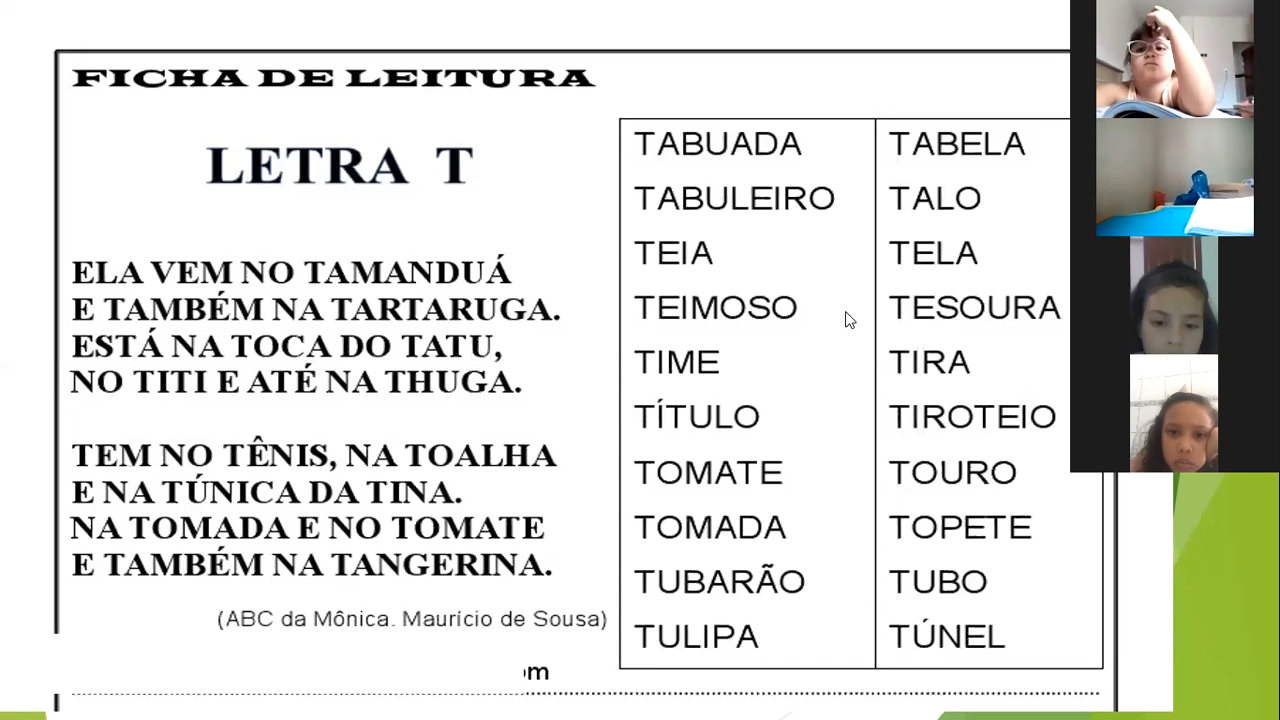 FICHA DE LEITURA
LETRA T
ELA VEM NO TAMANDUÁ
E TAMBÉM NA TARTARUGA.
ESTÁ NA TOCA DO TATU,
NO TITI E ATÉ NA THUGA.
TEM NO TÊNIS, NA TOALHA
E NA TÚNICA DA TINA.
NA TOMADA E NO TOMATE
E TAMBÉM NA TANGERINA.
(ABC da Mônica. Maurício de Sousa)
om
TABUADA TABELA
TABULEIRO TALO
TEIA TELA
TEIMOSO TESOURA
TIME TIRA
TÍTULO TIROTEIO
TOMATE TOURO
TOMADA TOPETE
TUBARÃO TUBO
TULIPA TÚNEL